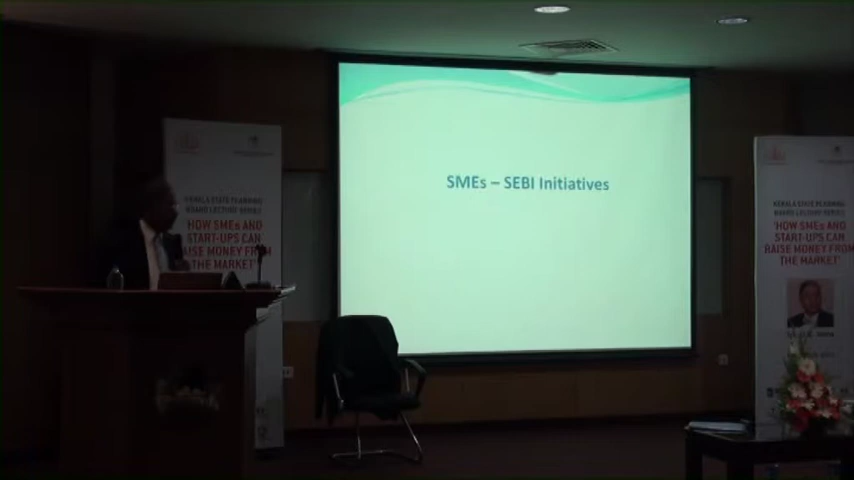 SMEs – SEBI Initiatives
KERALA STATE PLANNING
BOARD LECTURE SERIES
'HOW SMEs AND
START-UPS CAN
RAISE MONEY FROM
THE MARKET'
KERALA STATE PLANNING
BOARD LECTURE SERIES
'HOW SMEs AND
START-UPS CAN
RAISE MONEY FROM
THE MARKET'